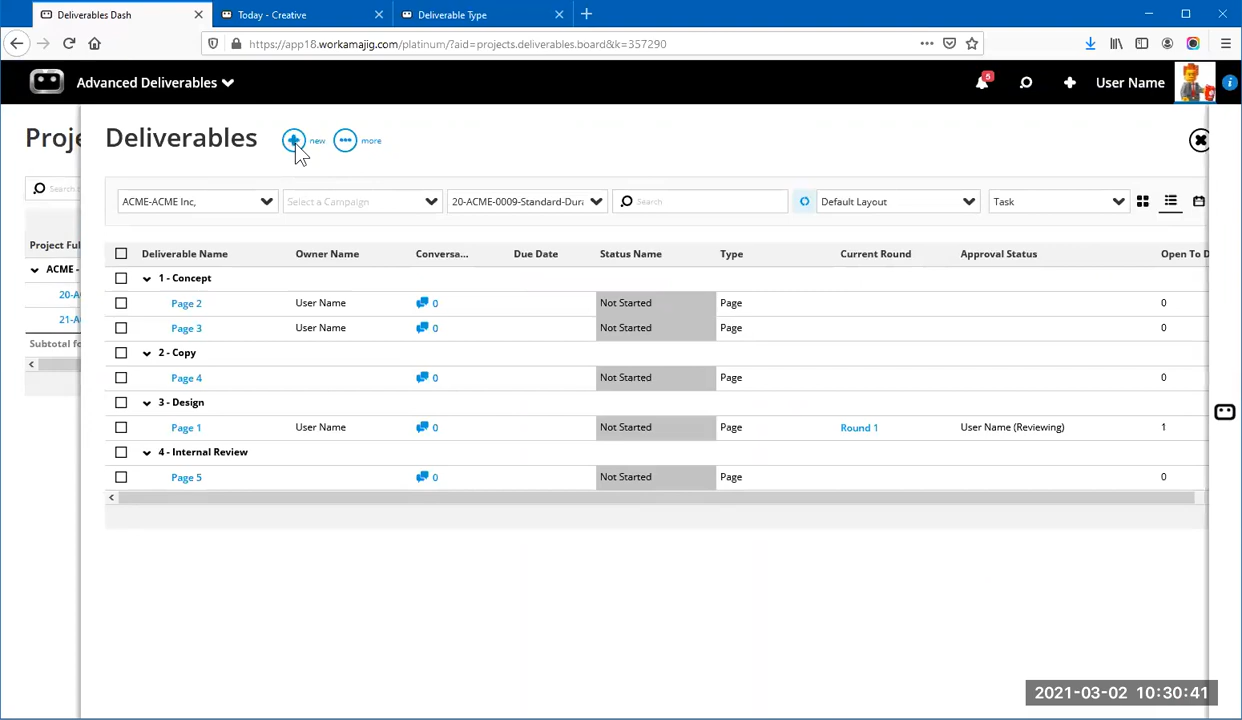 Deliverables Dash
Today - Creative
Deliverable Type
https://app18.workamajig.com/platinum/?aid=projects.deliverables.board&k=357290
Advanced Deliverables
5
User Name
Proje
Deliverables
new
more
Search
ACME-ACME Inc,
Select a Campaign
20-ACME-0009-Standard-Dura
Search
Default Layout
Task
Project Ful
Deliverable Name
Owner Name
Conversa...
Due Date
Status Name
Type
Current Round
Approval Status
Open To D
ACME -
1 - Concept
20-A
Page 2
User Name
0
Not Started
Page
0
21-A
Page 3
User Name
0
Not Started
Page
0
Subtotal fo
2 - Copy
Page 4
0
Not Started
Page
0
3 - Design
Page 1
User Name
0
Not Started
Page
Round 1
User Name (Reviewing)
1
4 - Internal Review
Page 5
0
Not Started
Page
0
2021-03-02 10:30:41